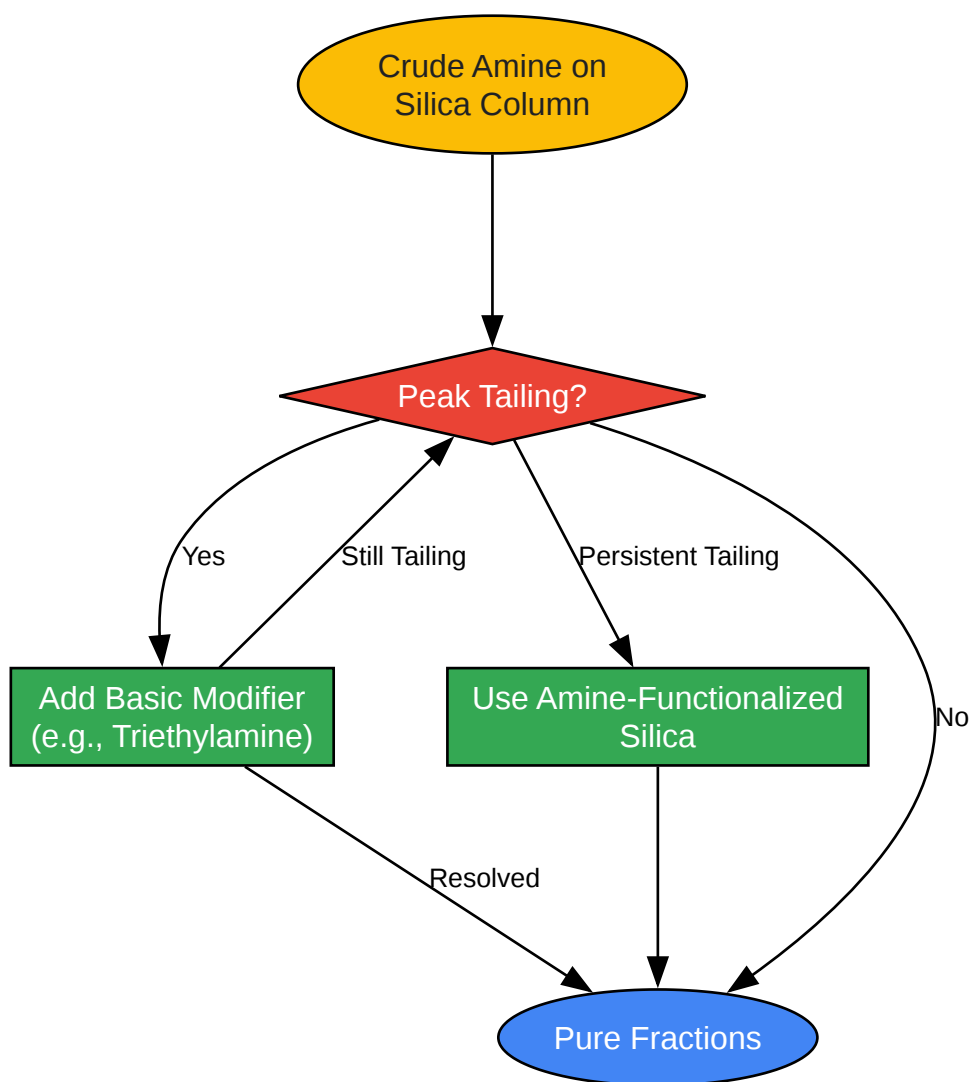 Crude Amine on
Silica Column
Peak Tailing?
Yes
Still Tailing
Persistent Tailing
Add Basic Modifier
(e.g., Triethylamine)
Use Amine-Functionalized
Silica
No
Resolved
Pure Fractions